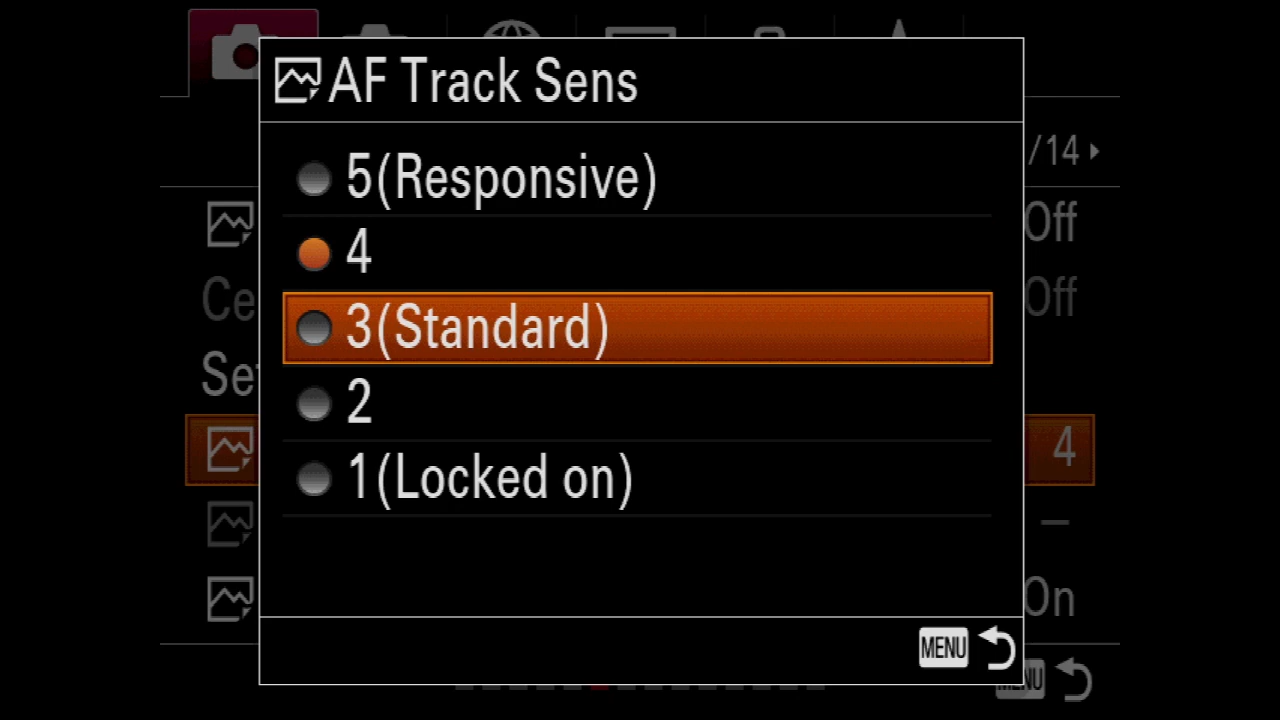 AF Track Sens
/14
5(Responsive)
Off
4
Ce
Off
3(Standard)
Set
2
4
1(Locked on)
On
MENU